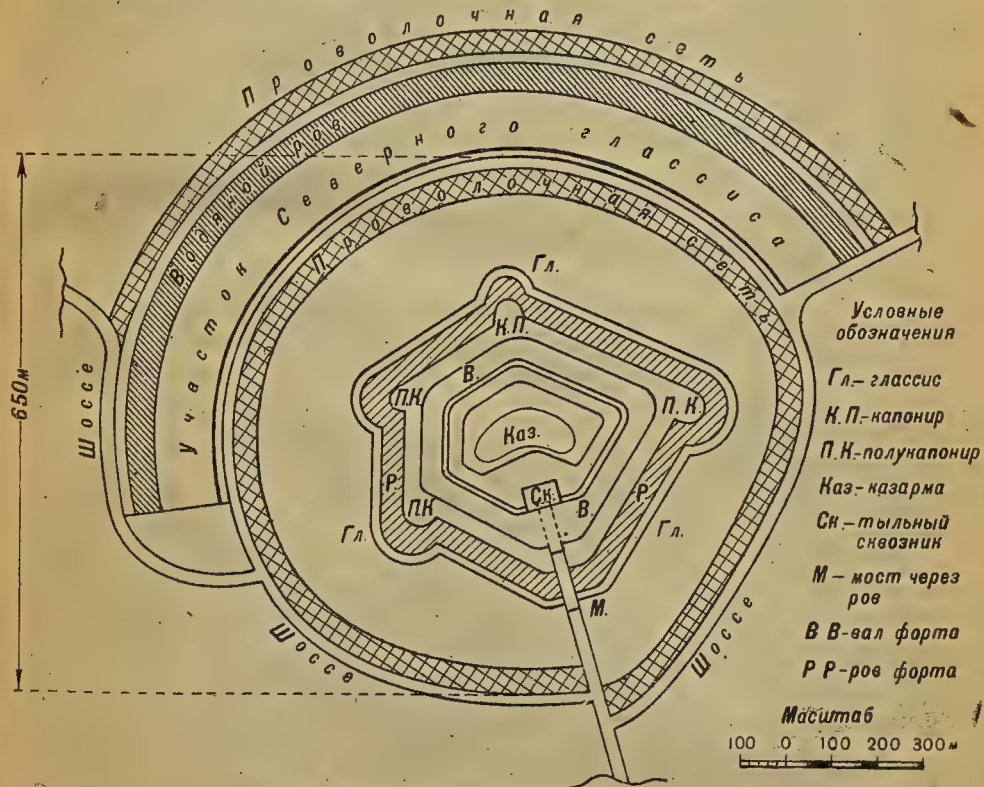 Проволочная сеть
Водяной ров
Участок Северного глассиса
Проволочная сеть
650м
Шоссе
Гл.
К.П.
В.
П.К
П. К.
Каз.
Р.
Ск.
П.К
В.
Р.
Гл.
Гл.
М.
Шоссе
Шоссе
Условные
обозначения
Гл.–глассис
К.П.–капонир
П.К.–полукапонир
Каз.–казарма
Ск.–тыльный
сквозник
М – мост через
ров
В В–вал форта
Р Р–ров форта
Масштаб
100 0 100 200 300м